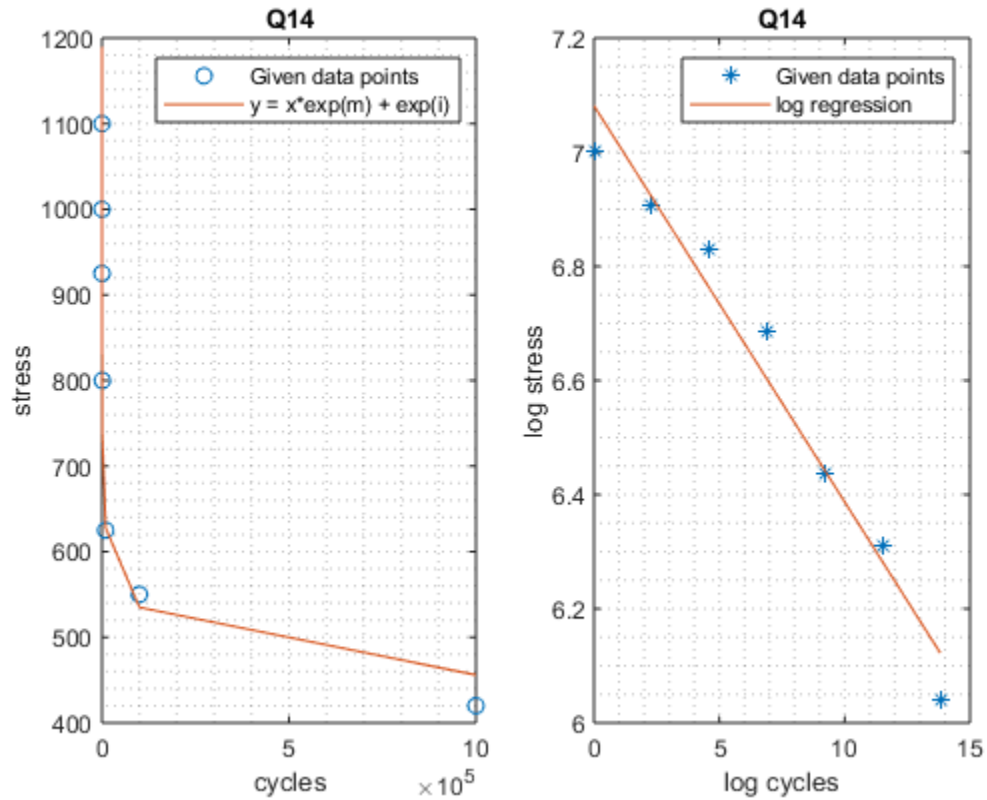 Q14
1200
1100
1000
900
800
700
600
500
400
stress
0
5
10
×10⁵
cycles
Given data points
y = x*exp(m) + exp(i)
Q14
7.2
7
6.8
6.6
6.4
6.2
6
log stress
0
5
10
15
log cycles
Given data points
log regression